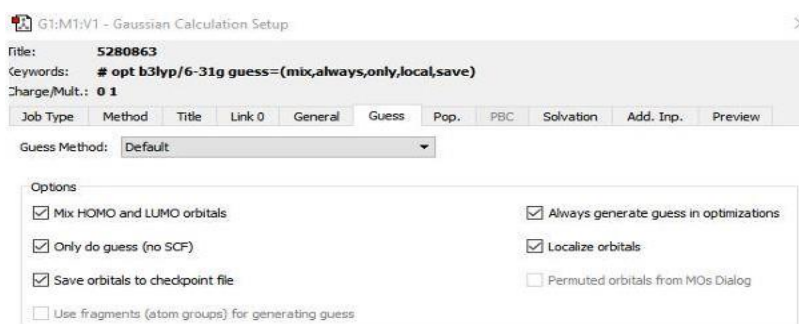 G1:M1:V1 - Gaussian Calculation Setup
Title: 5280863
Keywords: # opt b3lyp/6-31g guess=(mix,always,only,local,save)
Charge/Mult.: 0 1
Job Type Method Title Link 0 General Guess Pop. PBC Solvation Add. Inp. Preview
Guess Method: Default
Options
Mix HOMO and LUMO orbitals Always generate guess in optimizations
Only do guess (no SCF) Localize orbitals
Save orbitals to checkpoint file Permuted orbitals from MOs Dialog
Use fragments (atom groups) for generating guess